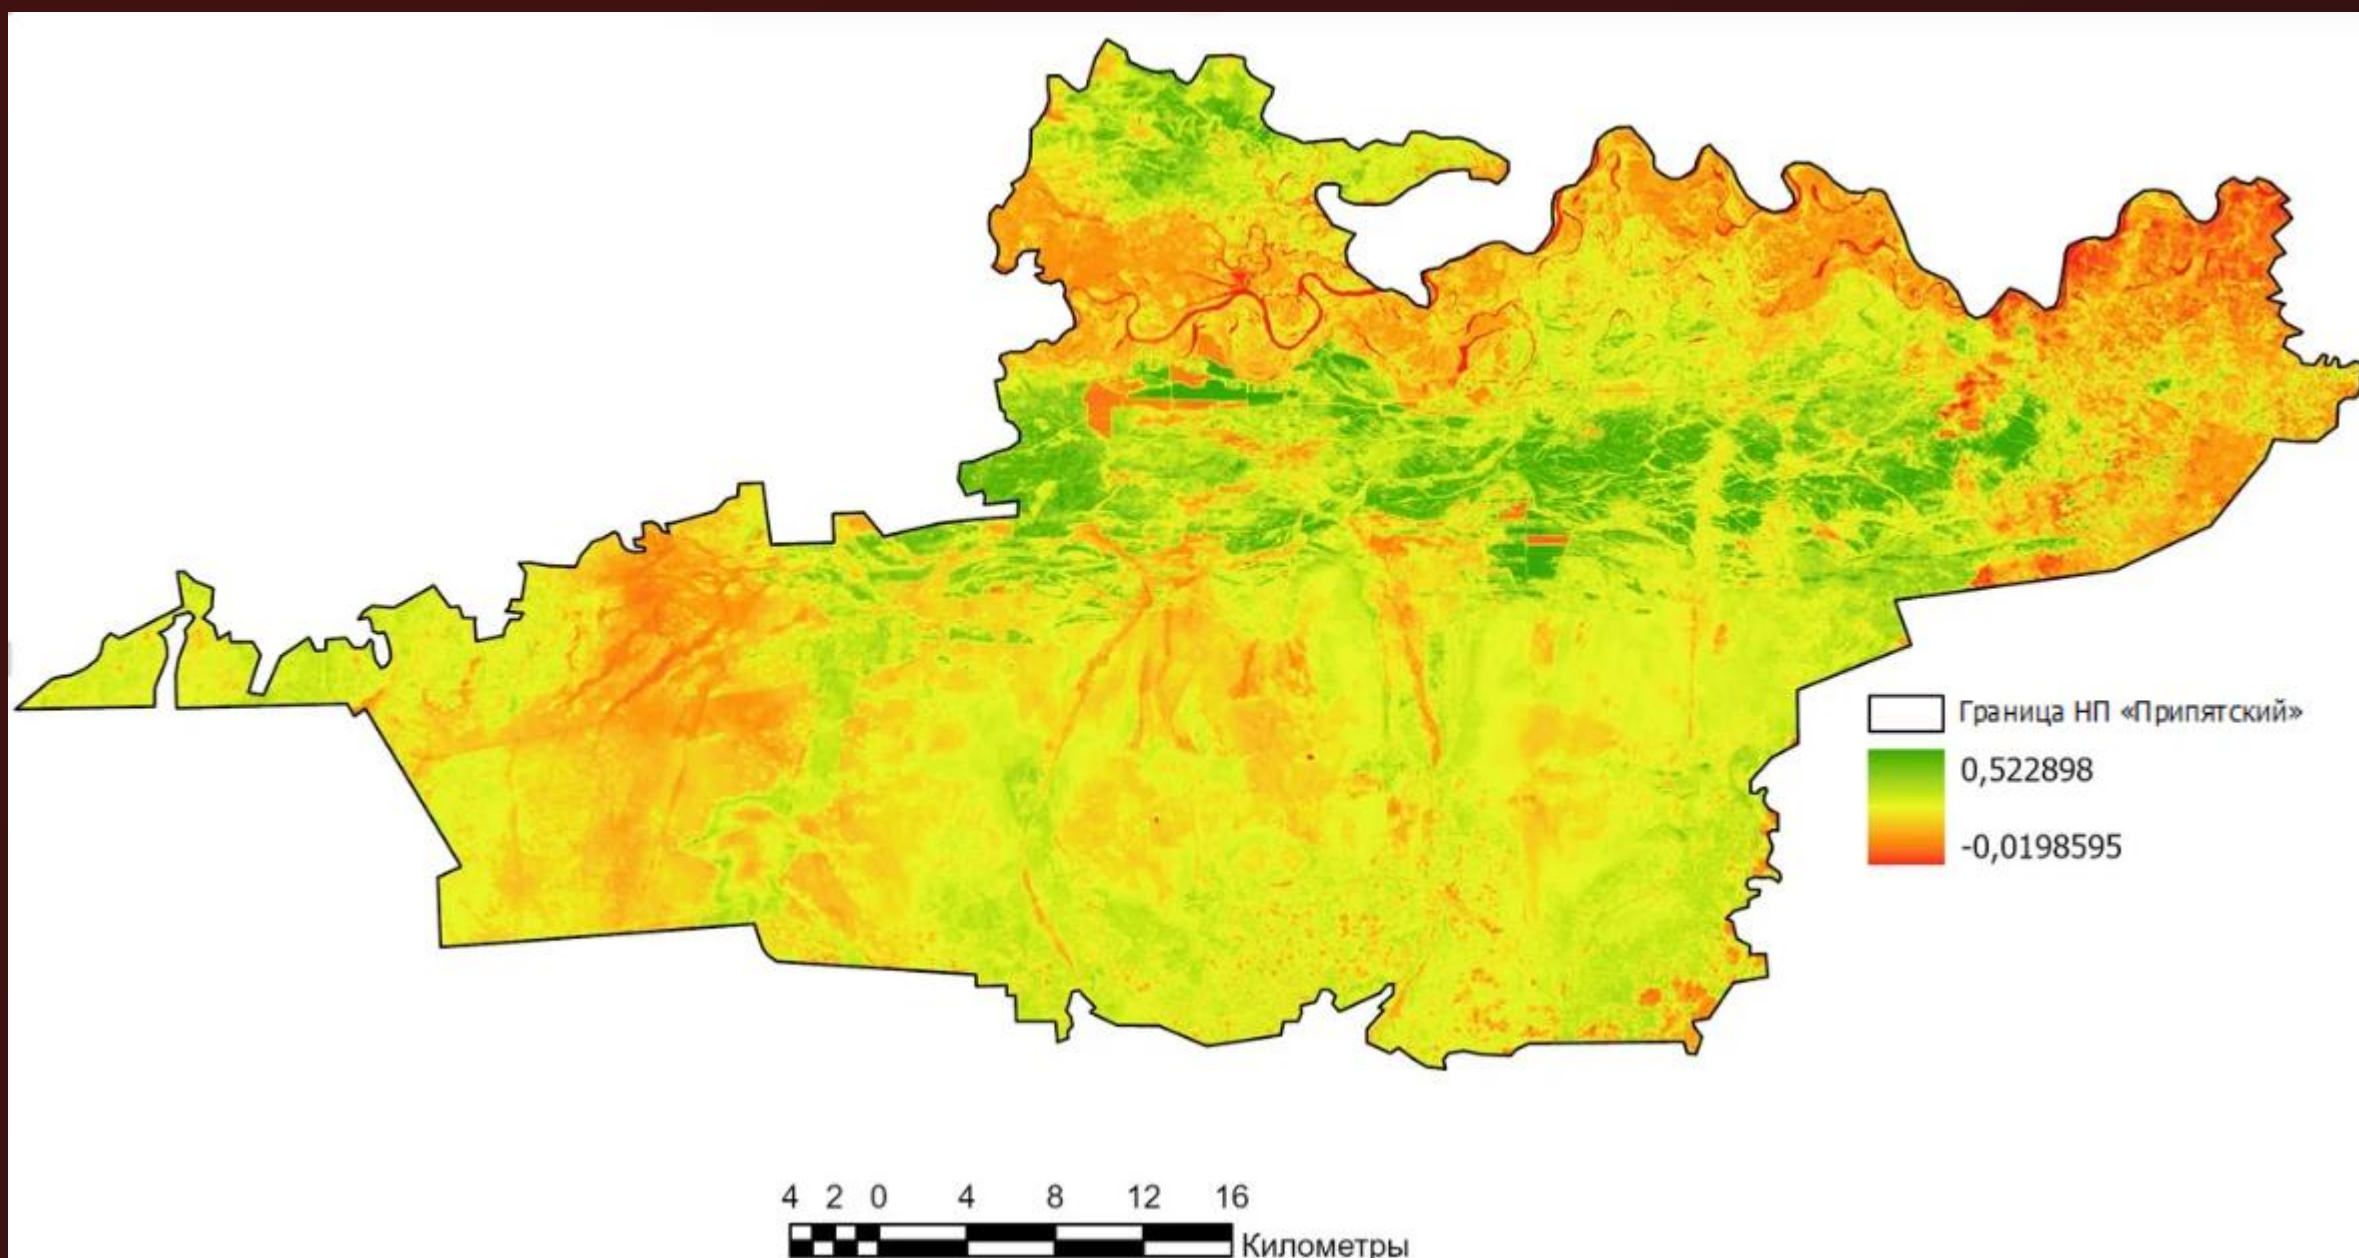 Граница НП «Припятский»
0,522898
-0,0198595
4 2 0 4 8 12 16
Километры